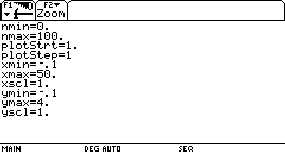 F1 F2
Zoom
nmin=0.
nmax=100.
plotStrt=1.
plotStep=1
xmin=-.1
xmax=50.
xscl=1.
ymin=-.1
ymax=4.
yscl=1.
MAIN DEG AUTO SEQ